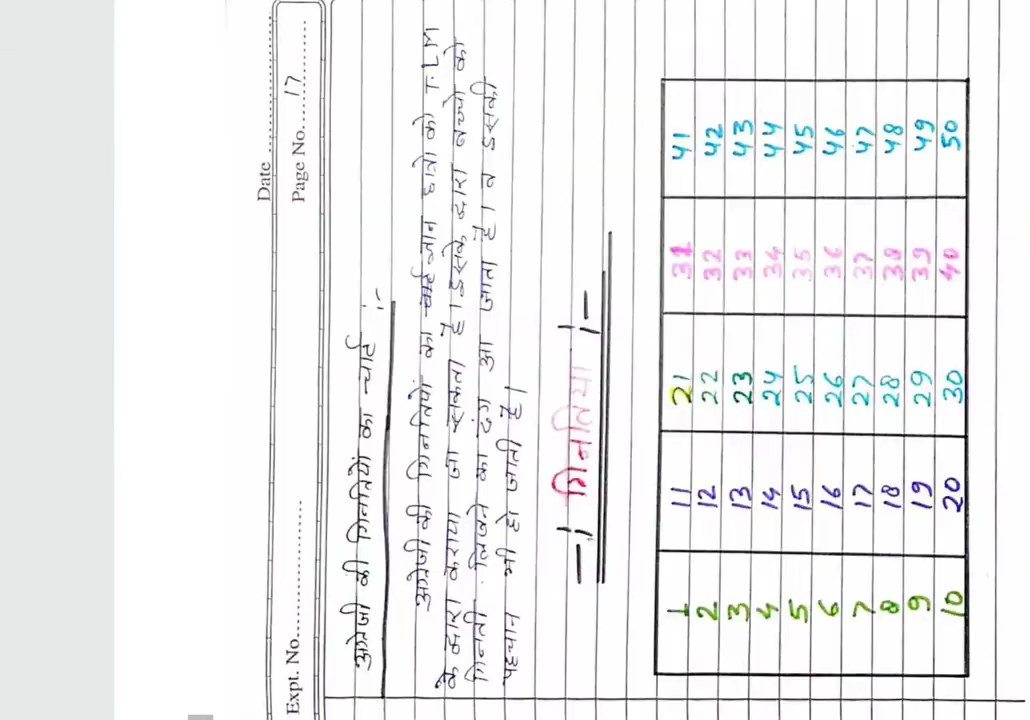 Date
Expt. No. Page No. 17
अंग्रेजी की गिनतियों का चार्ट :-
अंग्रेजी की गिनतियों का ज्ञान बच्चों को T.L.M
के द्वारा कराया जा सकता है। इसके द्वारा बच्चों को
गिनती लिखने का ढंग आ जाता है। व इसकी
पहचान भी हो जाती है।
-: गिनतिया :-
1 11 21 31 41
2 12 22 32 42
3 13 23 33 43
4 14 24 34 44
5 15 25 35 45
6 16 26 36 46
7 17 27 37 47
8 18 28 38 48
9 19 29 39 49
10 20 30 40 50